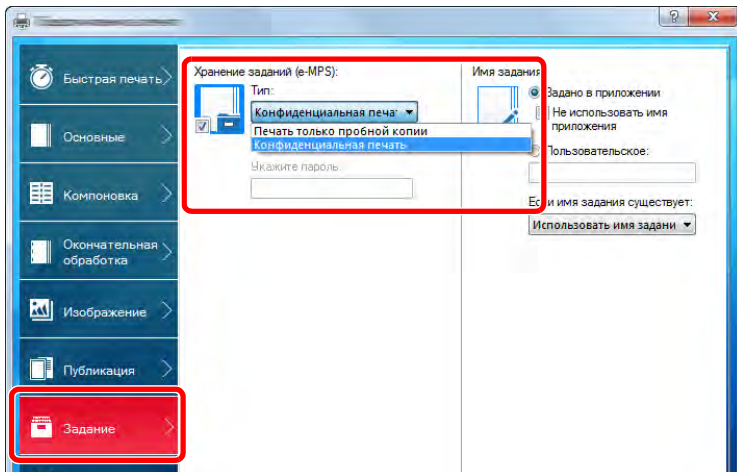 Быстрая печать
Основные
Компоновка
Окончательная
обработка
Изображение
Публикация
Задание
Хранение заданий (e-MPS):
Тип:
Конфиденциальная печа
Печать только пробной копии
Конфиденциальная печать
Укажите пароль:
Имя задания
Задано в приложении
Не использовать имя
приложения
Пользовательское:
Если имя задания существует:
Использовать имя задани